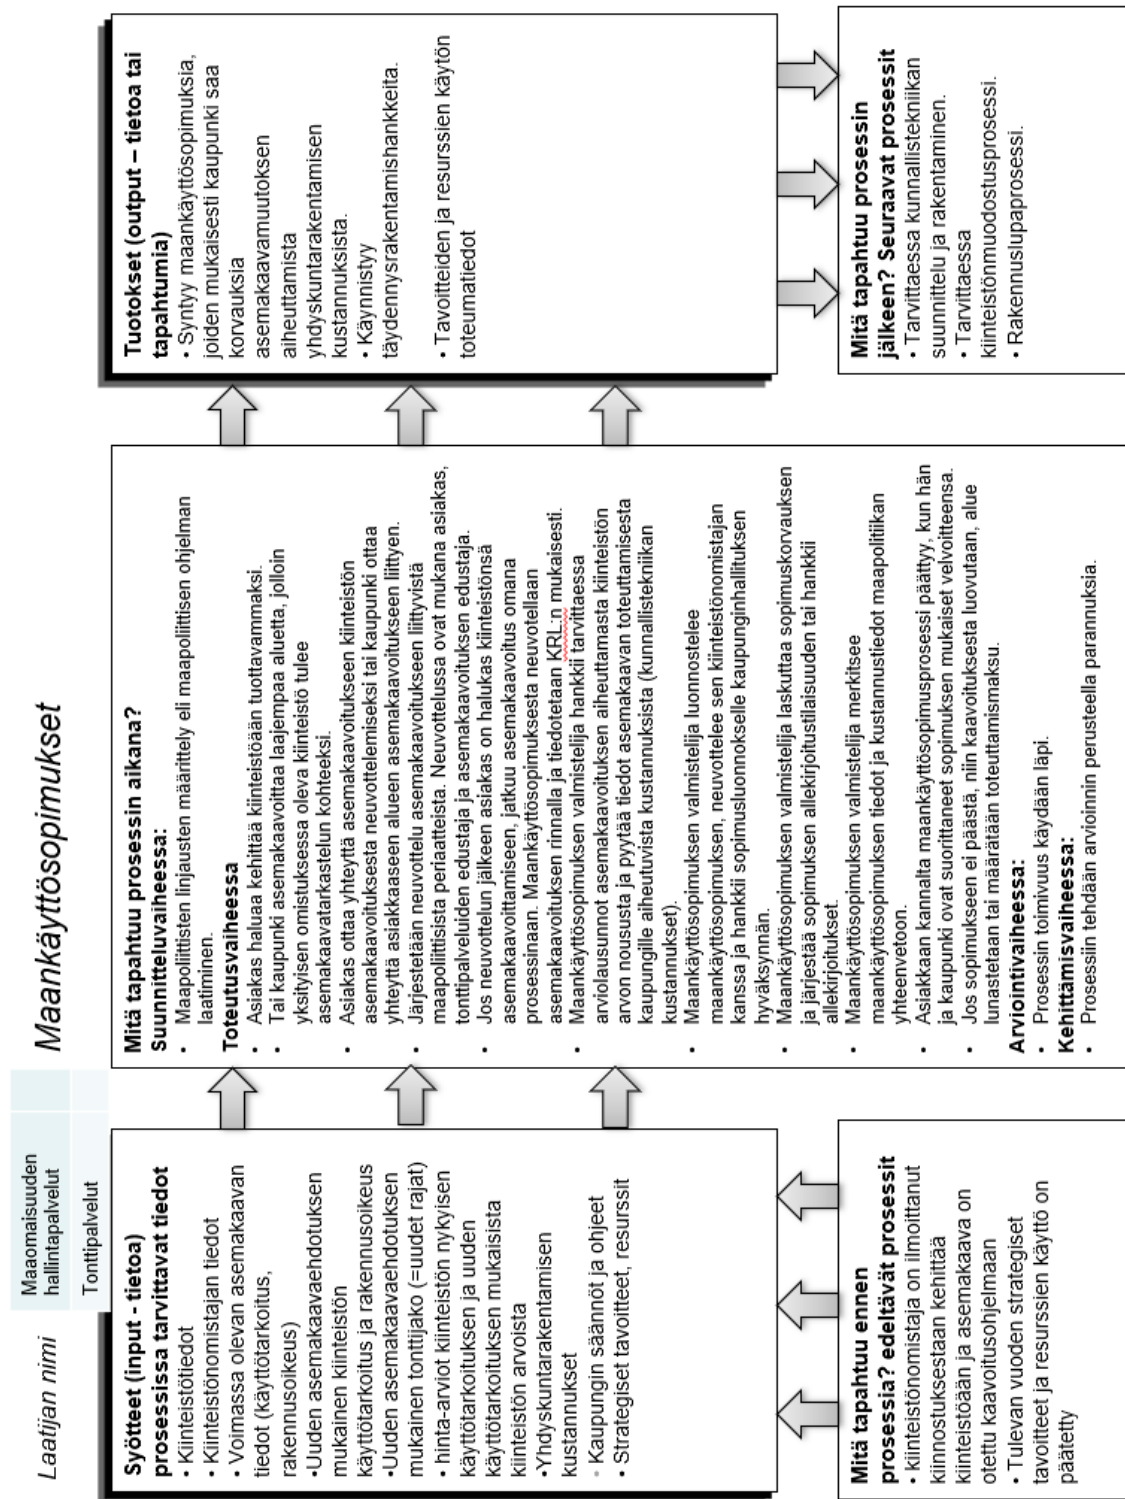 Laatijan nimi
Maaomaisuuden
hallintapalvelut
Tonttipalvelut
Maankäyttösopimukset
Syötteet (input - tietoa)
prosessissa tarvittavat tiedot
• Kiinteistötiedot
• Kiinteistönomistajan tiedot
• Voimassa olevan asemakaavan
tiedot (käyttötarkoitus,
rakennusoikeus)
•Uuden asemakaavaehdotuksen
mukainen kiinteistön
käyttötarkoitus ja rakennusoikeus
•Uuden asemakaavaehdotuksen
mukainen tonttijako (=uudet rajat)
• hinta-arviot kiinteistön nykyisen
käyttötarkoituksen ja uuden
käyttötarkoituksen mukaisista
kiinteistön arvoista
•Yhdyskuntarakentamisen
kustannukset
• Kaupungin säännöt ja ohjeet
• Strategiset tavoitteet, resurssit
Mitä tapahtuu ennen
prosessia? edeltävät prosessit
• kiinteistönomistaja on ilmoittanut
kiinnostuksestaan kehittää
kiinteistöään ja asemakaava on
otettu kaavoitusohjelmaan
• Tulevan vuoden strategiset
tavoitteet ja resurssien käyttö on
päätetty
Mitä tapahtuu prosessin aikana?
Suunnitteluvaiheessa:
• Maapoliittisten linjausten määrittely eli maapoliittisen ohjelman
laatiminen.
Toteutusvaiheessa
• Asiakas haluaa kehittää kiinteistöään tuottavammaksi.
• Tai kaupunki asemakaavoittaa laajempaa aluetta, jolloin
yksityisen omistuksessa oleva kiinteistö tulee
asemakaavatarkastelun kohteeksi.
• Asiakas ottaa yhteyttä asemakaavoitukseen kiinteistön
asemakaavoituksesta neuvottelemiseksi tai kaupunki ottaa
yhteyttä asiakkaaseen alueen asemakaavoitukseen liittyen.
• Järjestetään neuvottelu asemakaavoitukseen liittyvistä
maapoliittisista periaatteista. Neuvottelussa ovat mukana asiakas,
tonttipalveluiden edustaja ja asemakaavoituksen edustaja.
• Jos neuvottelun jälkeen asiakas on halukas kiinteistönsä
asemakaavoittamiseen, jatkuu asemakaavoitus omana
prosessinaan. Maankäyttösopimuksesta neuvotellaan
asemakaavoituksen rinnalla ja tiedotetaan KRL:n mukaisesti.
• Maankäyttösopimuksen valmistelija hankkii tarvittaessa
arviolausunnot asemakaavoituksen aiheuttamasta kiinteistön
arvon noususta ja pyytää tiedot asemakaavan toteuttamisesta
kaupungille aiheutuvista kustannuksista (kunnallistekniikan
kustannukset).
• Maankäyttösopimuksen valmistelija luonnostelee
maankäyttösopimuksen, neuvottelee sen kiinteistönomistajan
kanssa ja hankkii sopimusluonnokselle kaupunginhallituksen
hyväksynnän.
• Maankäyttösopimuksen valmistelija laskuttaa sopimuskorvauksen
ja järjestää sopimuksen allekirjoitustilaisuuden tai hankkii
allekirjoitukset.
• Maankäyttösopimuksen valmistelija merkitsee
maankäyttösopimuksen tiedot ja kustannustiedot maapolitiikan
yhteenvetoon.
• Asiakkaan kannalta maankäyttösopimusprosessi päättyy, kun hän
ja kaupunki ovat suorittaneet sopimuksen mukaiset velvoitteensa.
• Jos sopimukseen ei päästä, niin kaavoituksesta luovutaan, alue
lunastetaan tai määrätään toteuttamismaksu.
Arviointivaiheessa:
• Prosessin toimivuus käydään läpi.
Kehittämisvaiheessa:
• Prosessiin tehdään arvioinnin perusteella parannuksia.
Tuotokset (output – tietoa tai
tapahtumia)
• Syntyy maankäyttösopimuksia,
joiden mukaisesti kaupunki saa
korvauksia
asemakaavamuutoksen
aiheuttamista
yhdyskuntarakentamisen
kustannuksista.
• Käynnistyy
täydennysrakentamishankkeita.
• Tavoitteiden ja resurssien käytön
toteumatiedot
Mitä tapahtuu prosessin
jälkeen? Seuraavat prosessit
• Tarvittaessa kunnallistekniikan
suunnittelu ja rakentaminen.
• Tarvittaessa
kiinteistönmuodostusprosessi.
• Rakennuslupaprosessi.